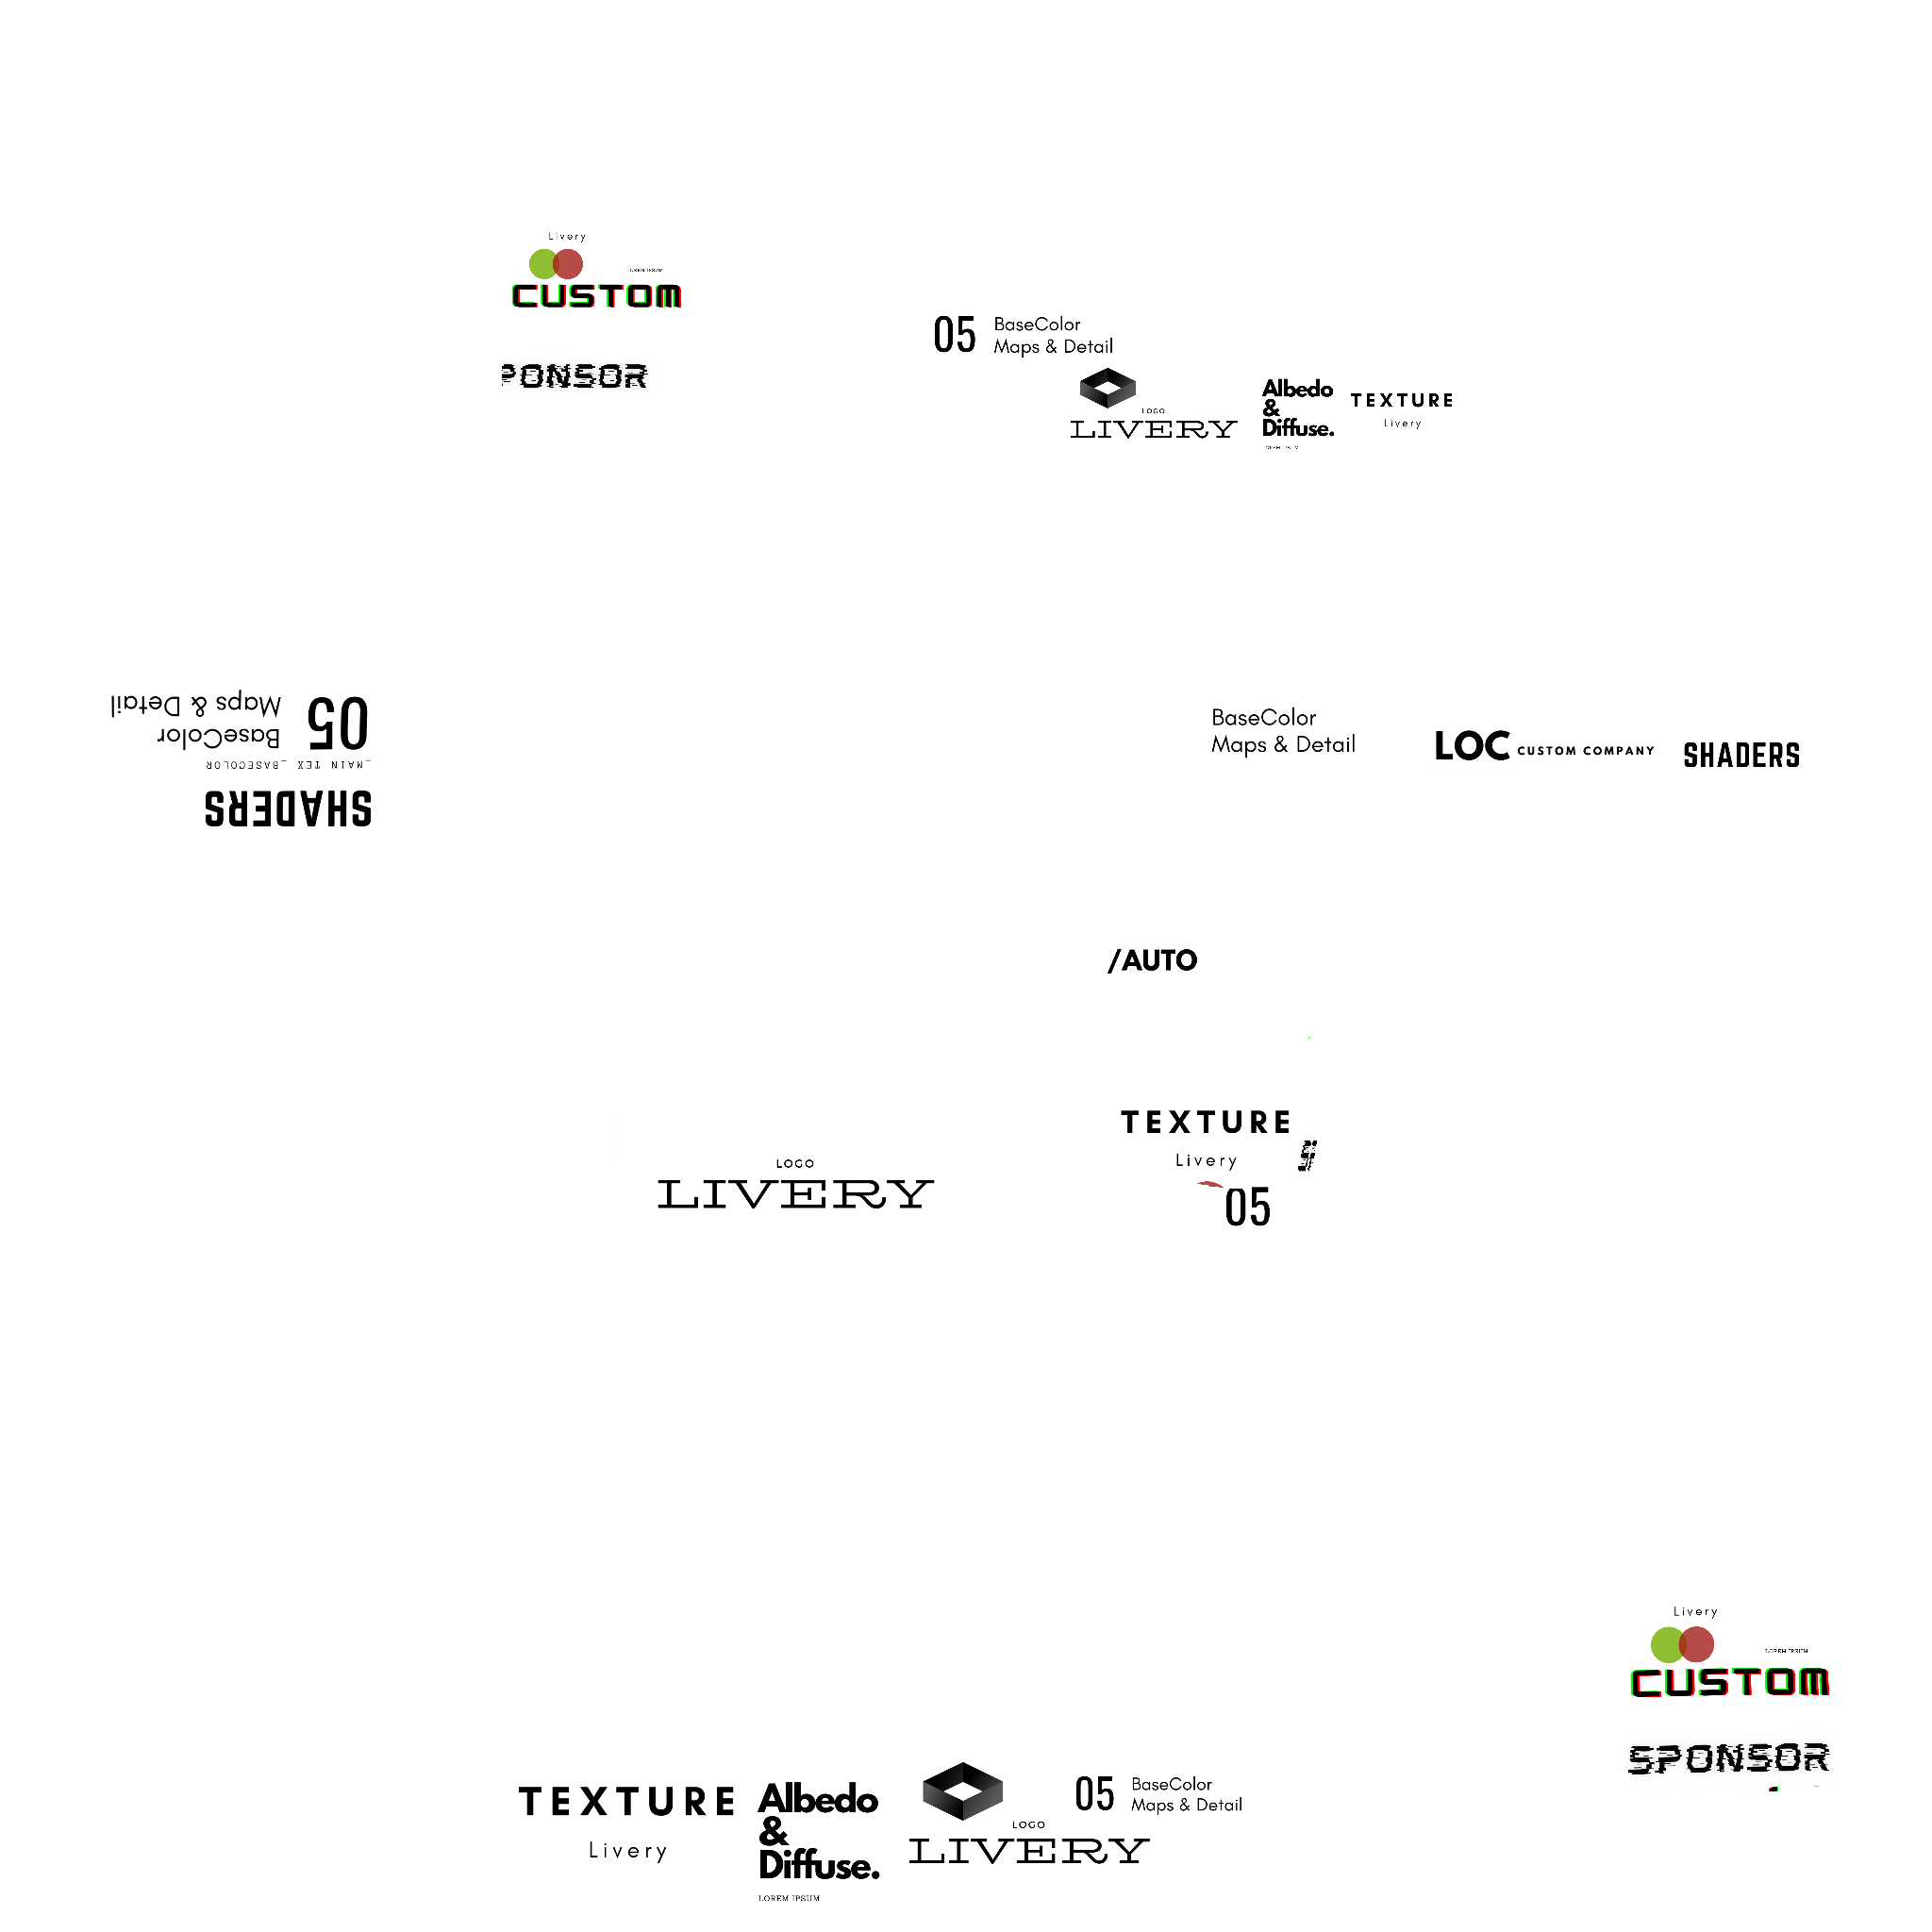 Livery
LOREM IPSUM
CUSTOM
PONSOR
05
BaseColor
Maps & Detail
LOGO
LIVERY
Albedo
&
Diffuse.
TEXTURE
Livery
SHADERS
_MAIN TEX _BASECOLOR
05
BaseColor
Maps & Detail
BaseColor
Maps & Detail
LOC CUSTOM COMPANY
SHADERS
/AUTO
TEXTURE
Livery
05
LOGO
LIVERY
Livery
LOREM IPSUM
CUSTOM
SPONSOR
TEXTURE
Livery
Albedo
&
Diffuse.
LOREM IPSUM
LOGO
LIVERY
05
BaseColor
Maps & Detail